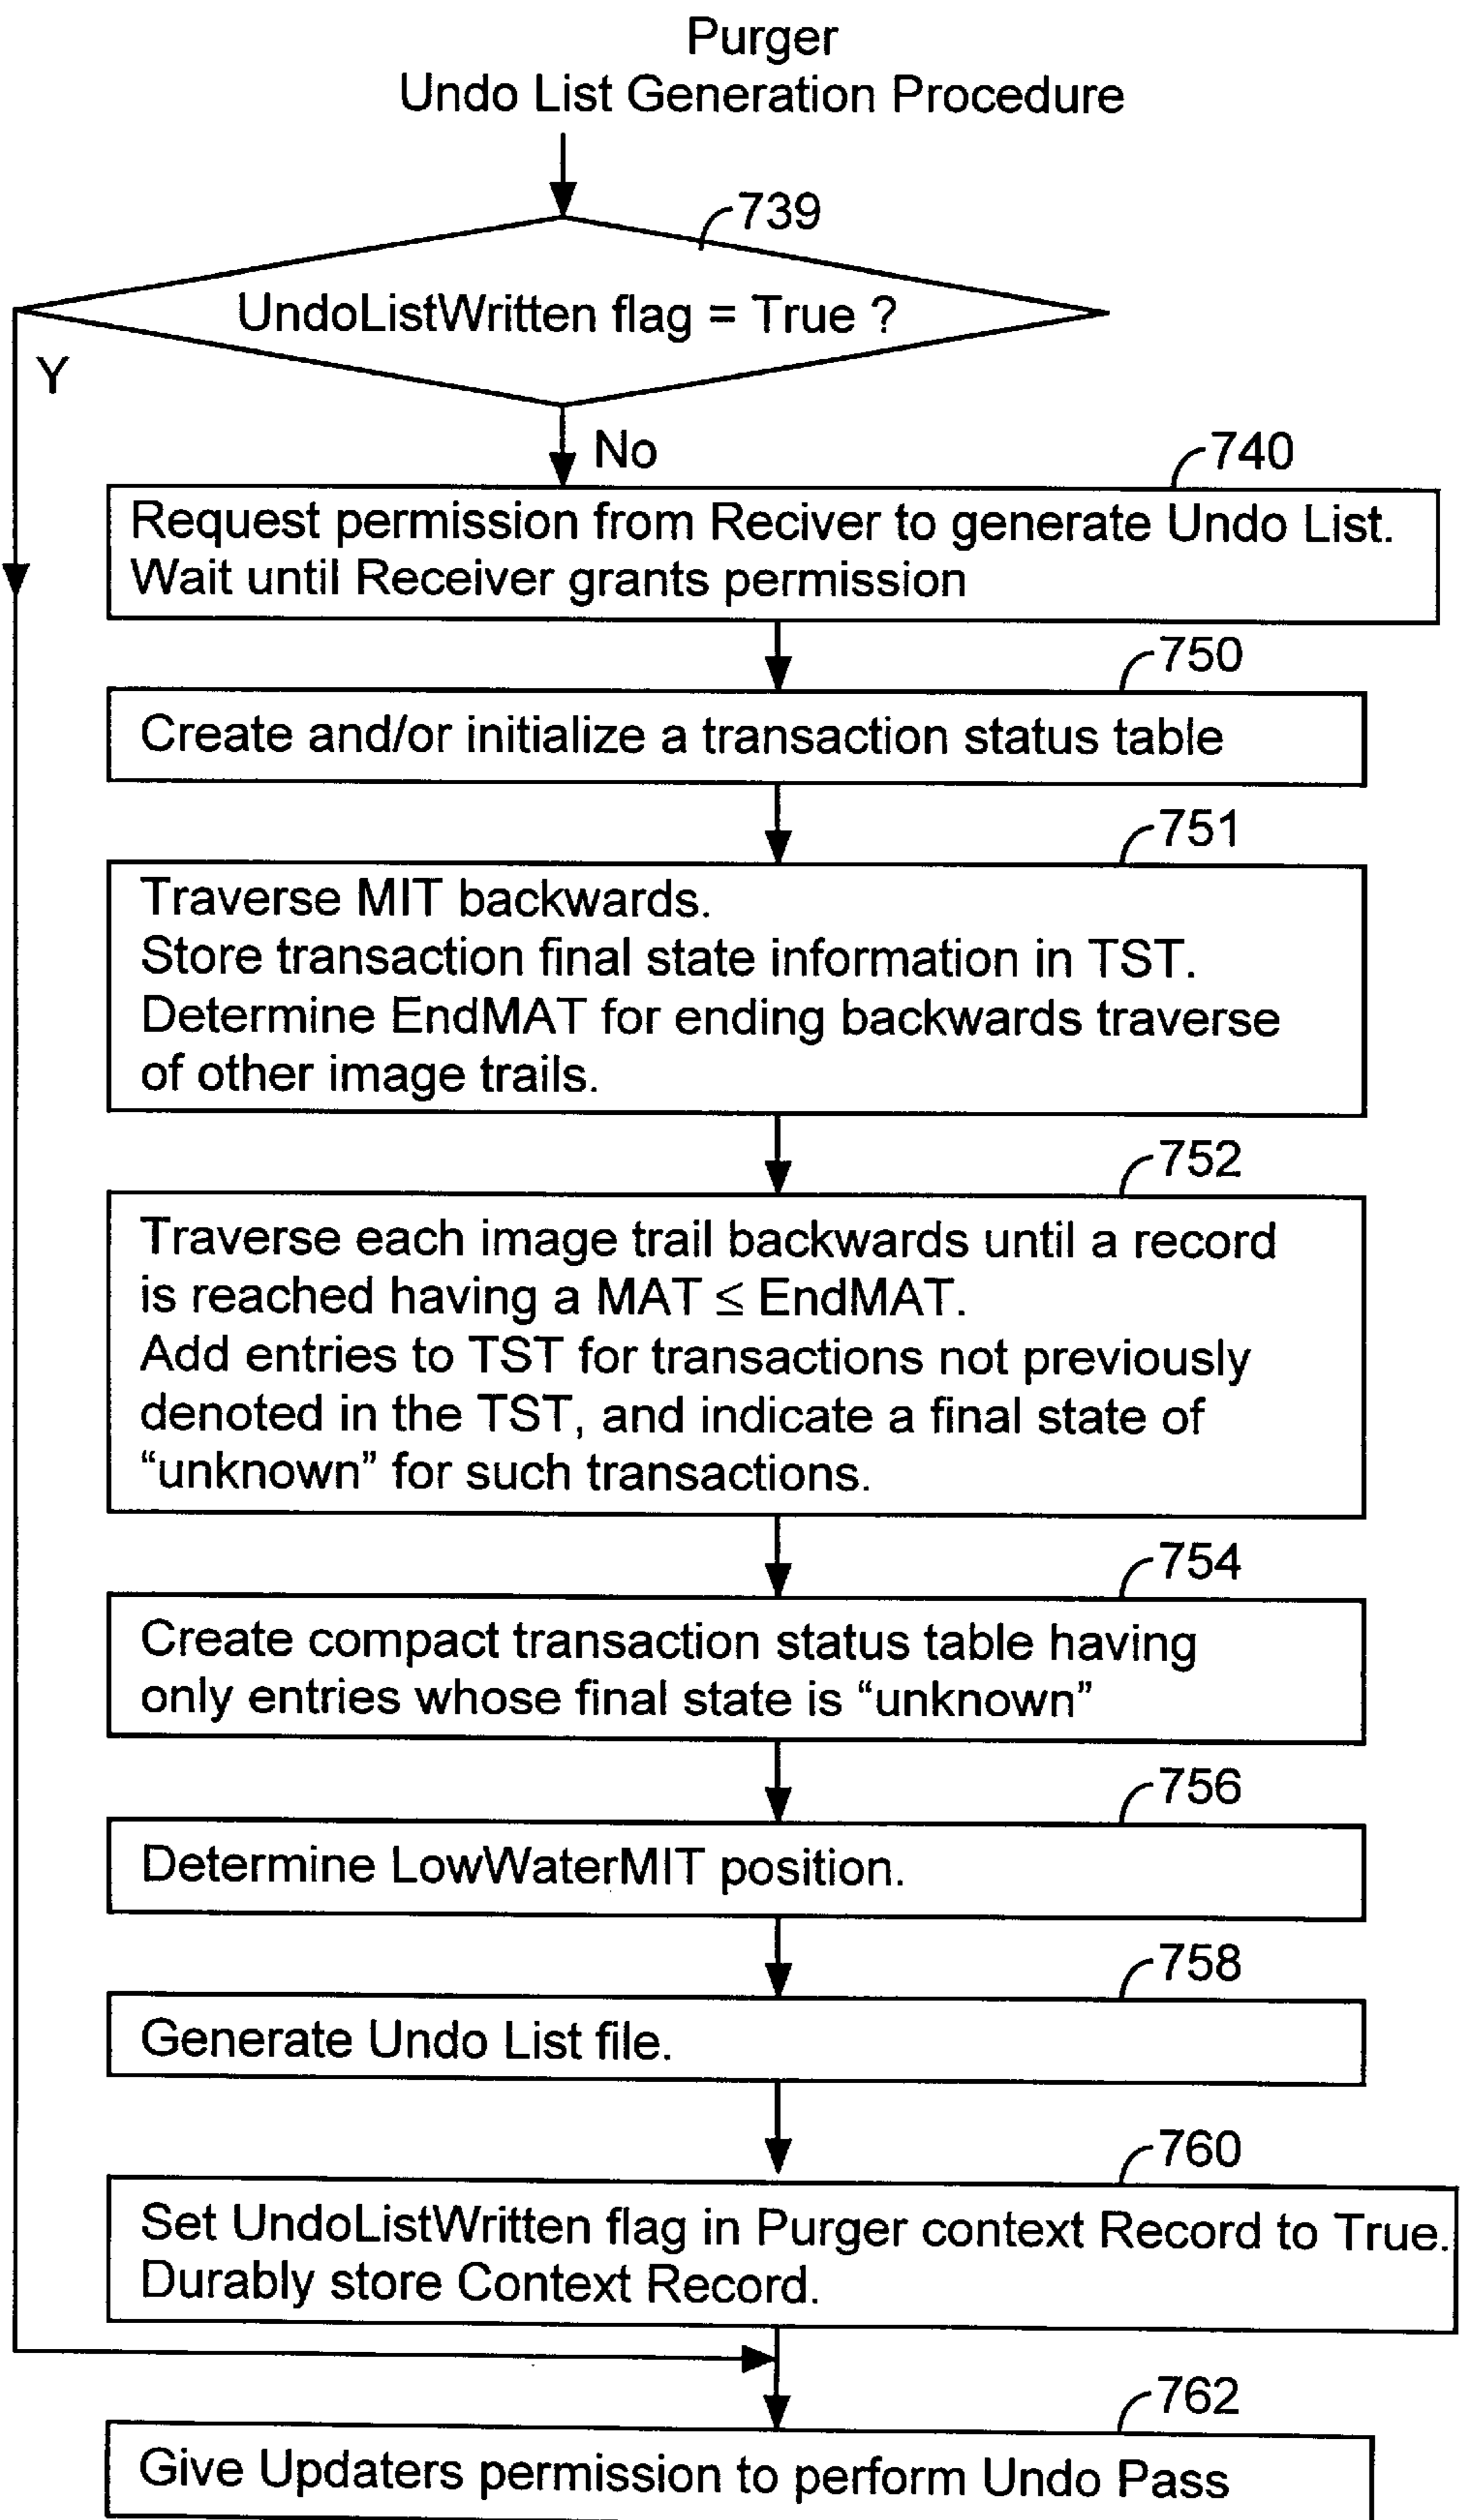 Purger
Undo List Generation Procedure
739
UndoListWritten flag = True ?
Y
No
740
Request permission from Reciver to generate Undo List.
Wait until Receiver grants permission
750
Create and/or initialize a transaction status table
751
Traverse MIT backwards.
Store transaction final state information in TST.
Determine EndMAT for ending backwards traverse
of other image trails.
752
Traverse each image trail backwards until a record
is reached having a MAT ≤ EndMAT.
Add entries to TST for transactions not previously
denoted in the TST, and indicate a final state of
“unknown” for such transactions.
754
Create compact transaction status table having
only entries whose final state is “unknown”
756
Determine LowWaterMIT position.
758
Generate Undo List file.
760
Set UndoListWritten flag in Purger context Record to True.
Durably store Context Record.
762
Give Updaters permission to perform Undo Pass